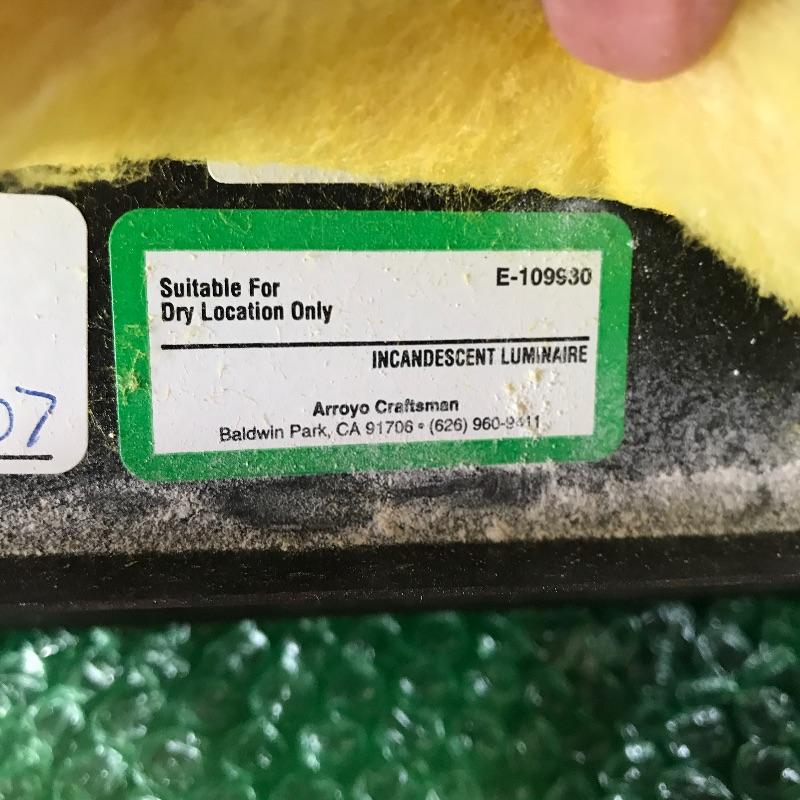 E-109930
Suitable For
Dry Location Only
INCANDESCENT LUMINAIRE
Arroyo Craftsman
Baldwin Park, CA 91706 • (626) 960-9411
07